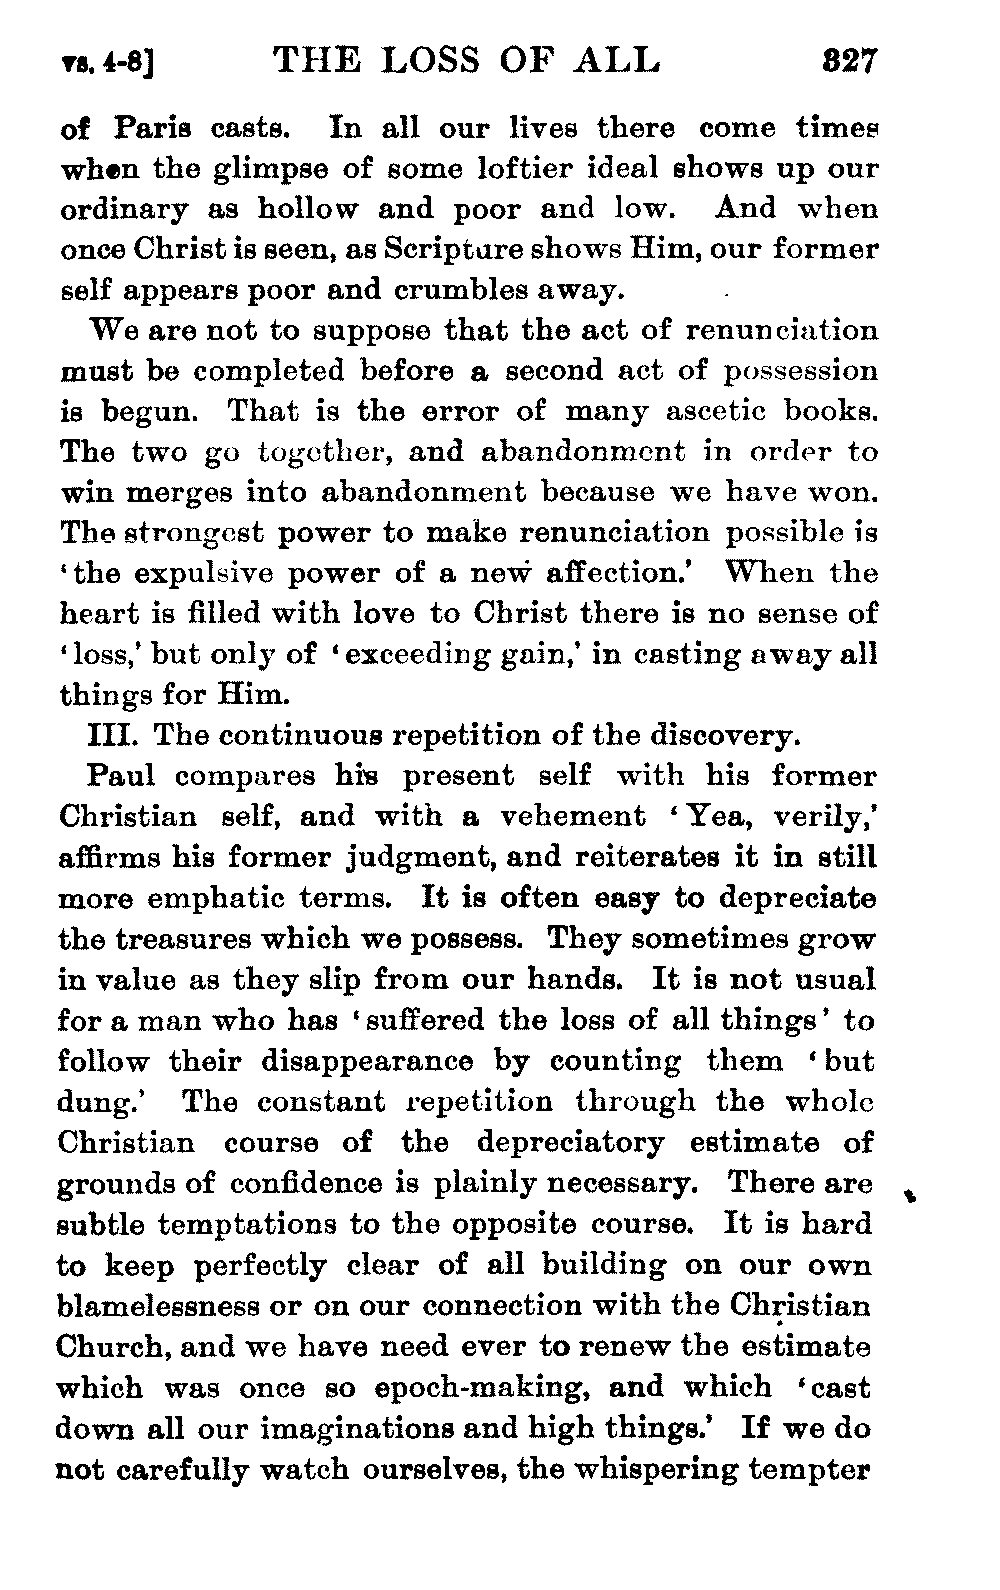 vs. 4-8] THE LOSS OF ALL 327
of Paris casts. In all our lives there come times
when the glimpse of some loftier ideal shows up our
ordinary as hollow and poor and low. And when
once Christ is seen, as Scripture shows Him, our former
self appears poor and crumbles away.
We are not to suppose that the act of renunciation
must be completed before a second act of possession
is begun. That is the error of many ascetic books.
The two go together, and abandonment in order to
win merges into abandonment because we have won.
The strongest power to make renunciation possible is
‘the expulsive power of a new affection.’ When the
heart is filled with love to Christ there is no sense of
‘loss,’ but only of ‘exceeding gain,’ in casting away all
things for Him.
III. The continuous repetition of the discovery.
Paul compares his present self with his former
Christian self, and with a vehement ‘Yea, verily,’
affirms his former judgment, and reiterates it in still
more emphatic terms. It is often easy to depreciate
the treasures which we possess. They sometimes grow
in value as they slip from our hands. It is not usual
for a man who has ‘suffered the loss of all things’ to
follow their disappearance by counting them ‘but
dung.’ The constant repetition through the whole
Christian course of the depreciatory estimate of
grounds of confidence is plainly necessary. There are
subtle temptations to the opposite course. It is hard
to keep perfectly clear of all building on our own
blamelessness or on our connection with the Christian
Church, and we have need ever to renew the estimate
which was once so epoch-making, and which ‘cast
down all our imaginations and high things.’ If we do
not carefully watch ourselves, the whispering tempter